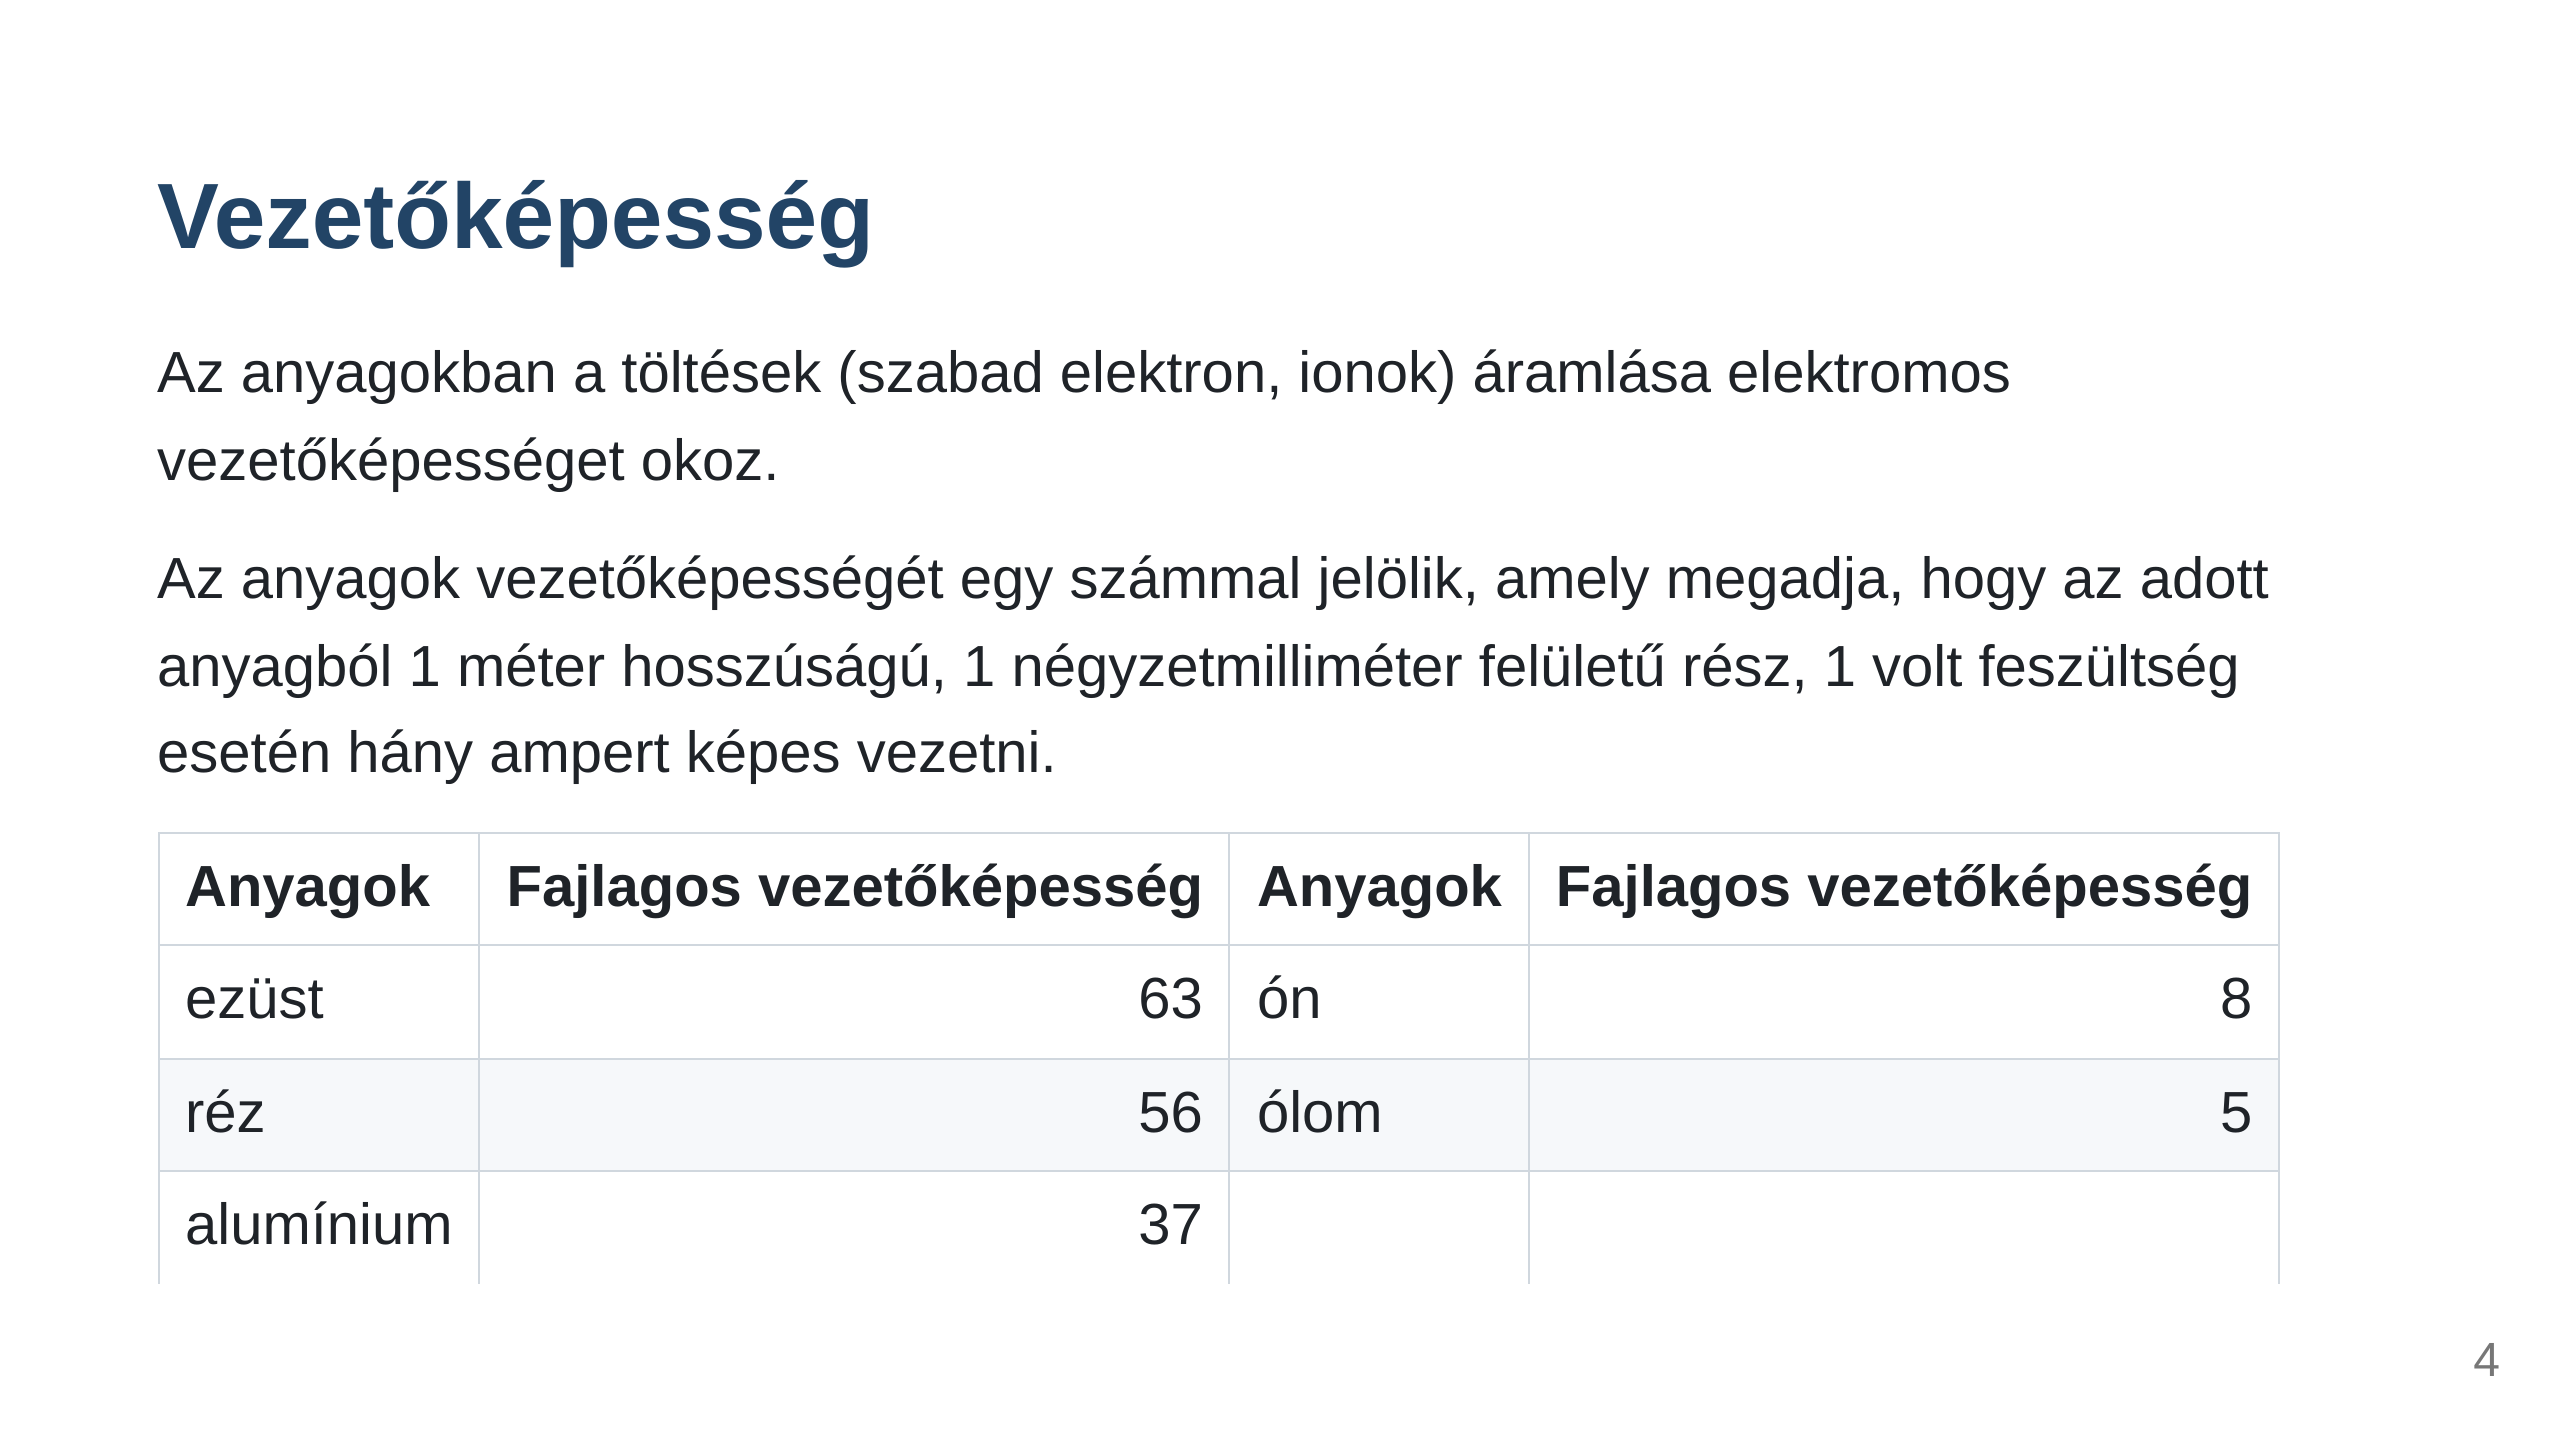 Vezetőképesség
Az anyagokban a töltések (szabad elektron, ionok) áramlása elektromos
vezetőképességet okoz.
Az anyagok vezetőképességét egy számmal jelölik, amely megadja, hogy az adott
anyagból 1 méter hosszúságú, 1 négyzetmilliméter felületű rész, 1 volt feszültség
esetén hány ampert képes vezetni.
Anyagok Fajlagos vezetőképesség Anyagok Fajlagos vezetőképesség
ezüst 63 ón 8
réz 56 ólom 5
alumínium 37
4